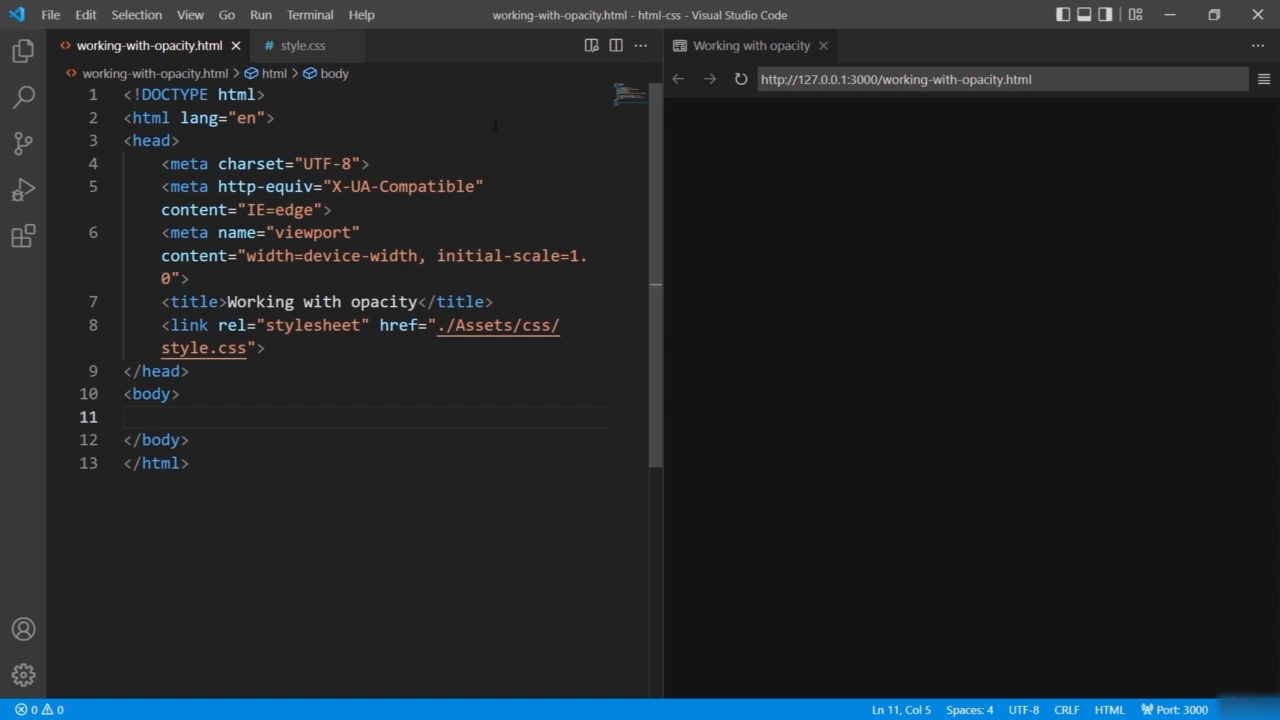 File Edit Selection View Go Run Terminal Help working-with-opacity.html - html-css - Visual Studio Code
working-with-opacity.html style.css Working with opacity
working-with-opacity.html > html > body http://127.0.0.1:3000/working-with-opacity.html
1 <!DOCTYPE html>
2 <html lang="en">
3 <head>
4 <meta charset="UTF-8">
5 <meta http-equiv="X-UA-Compatible"
content="IE=edge">
6 <meta name="viewport"
content="width=device-width, initial-scale=1.
0">
7 <title>Working with opacity</title>
8 <link rel="stylesheet" href="./Assets/css/
style.css">
9 </head>
10 <body>
11
12 </body>
13 </html>
0 0 Ln 11, Col 5 Spaces: 4 UTF-8 CRLF HTML Port: 3000